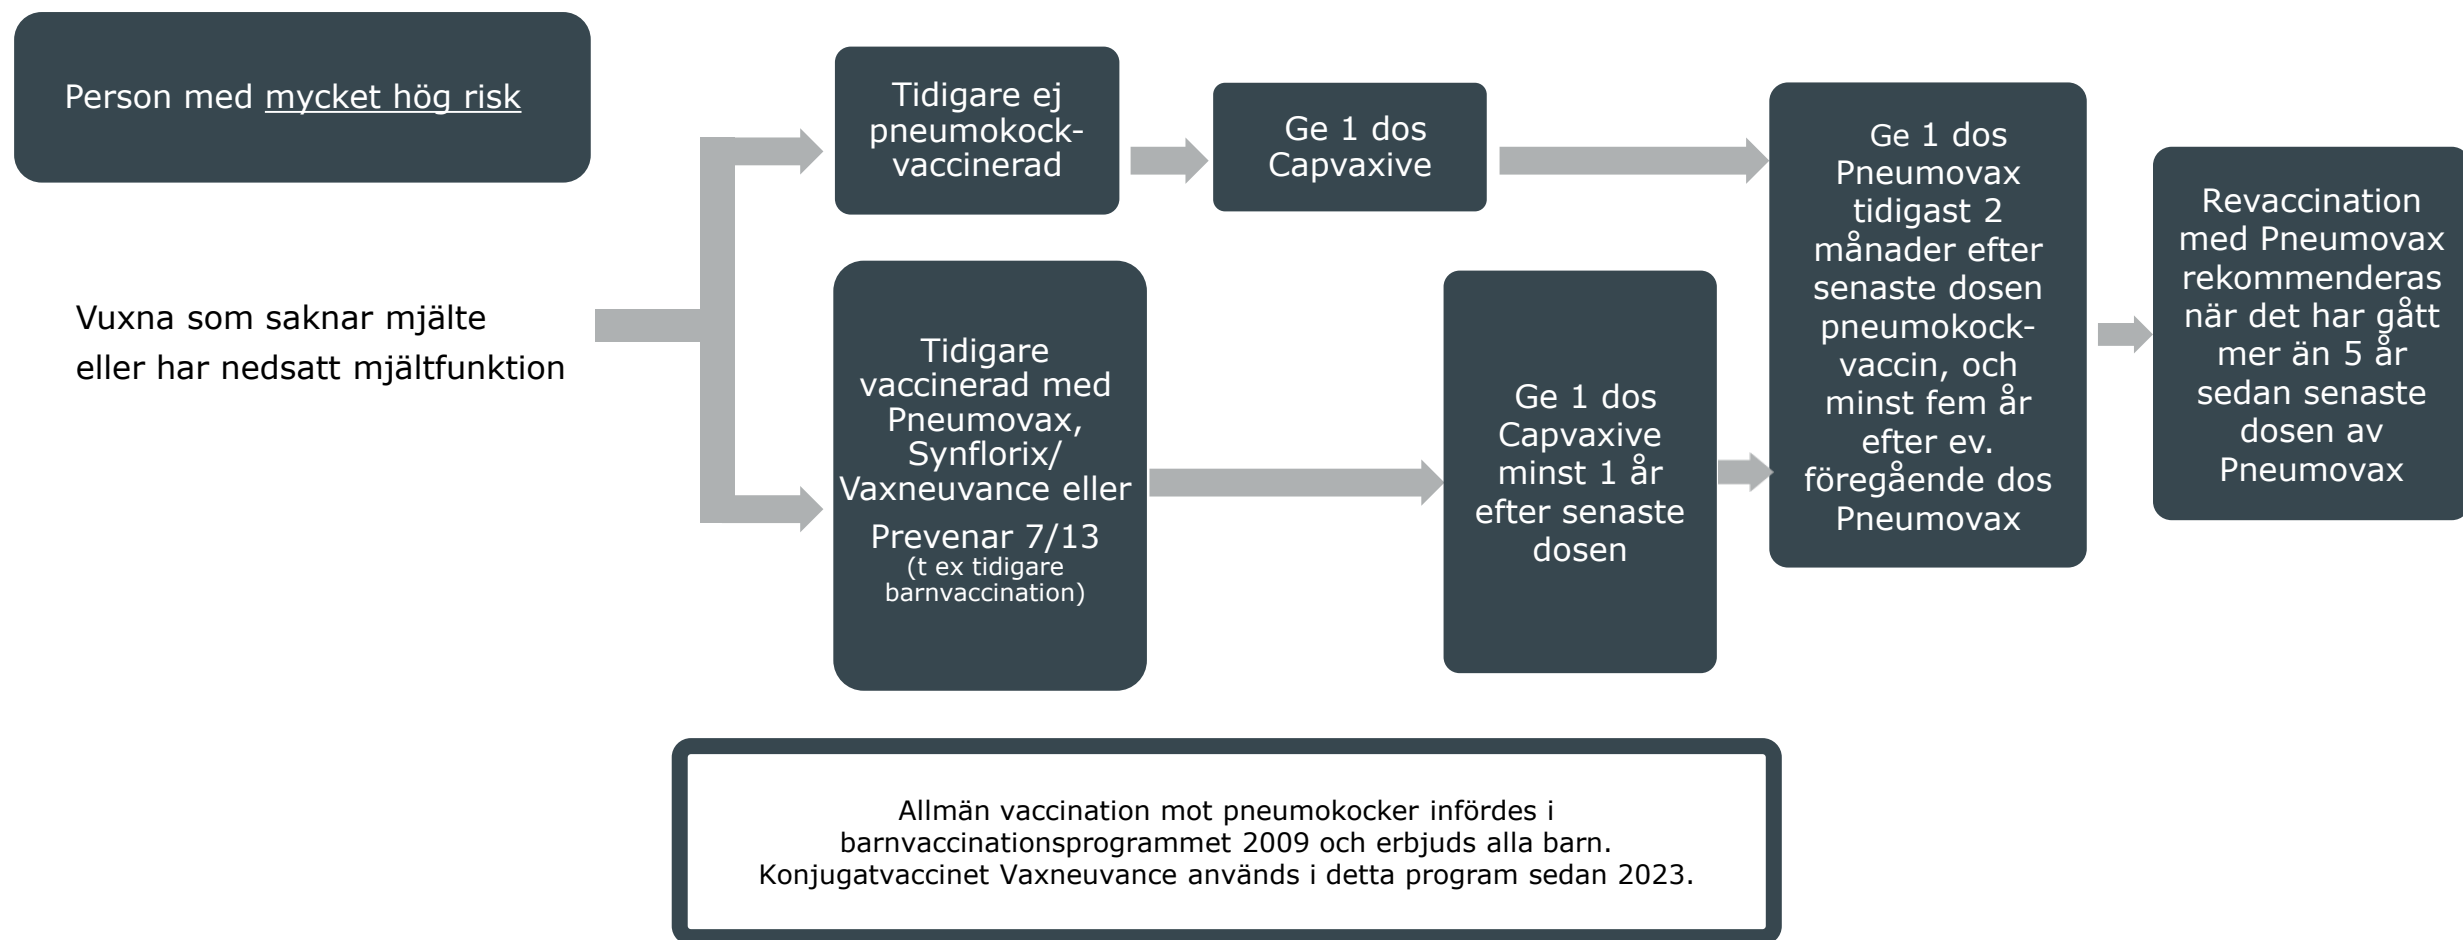 Person med mycket hög risk
Vuxna som saknar mjälte
eller har nedsatt mjältfunktion
Tidigare ej
pneumokock-
vaccinerad
Ge 1 dos
Capvaxive
Tidigare
vaccinerad med
Pneumovax,
Synflorix/
Vaxneuvance eller
Prevenar 7/13
(t ex tidigare
barnvaccination)
Ge 1 dos
Capvaxive
minst 1 år
efter senaste
dosen
Ge 1 dos
Pneumovax
tidigast 2
månader efter
senaste dosen
pneumokock-
vaccin, och
minst fem år
efter ev.
föregående dos
Pneumovax
Revaccination
med Pneumovax
rekommenderas
när det har gått
mer än 5 år
sedan senaste
dosen av
Pneumovax
Allmän vaccination mot pneumokocker infördes i
barnvaccinationsprogrammet 2009 och erbjuds alla barn.
Konjugatvaccinet Vaxneuvance används i detta program sedan 2023.